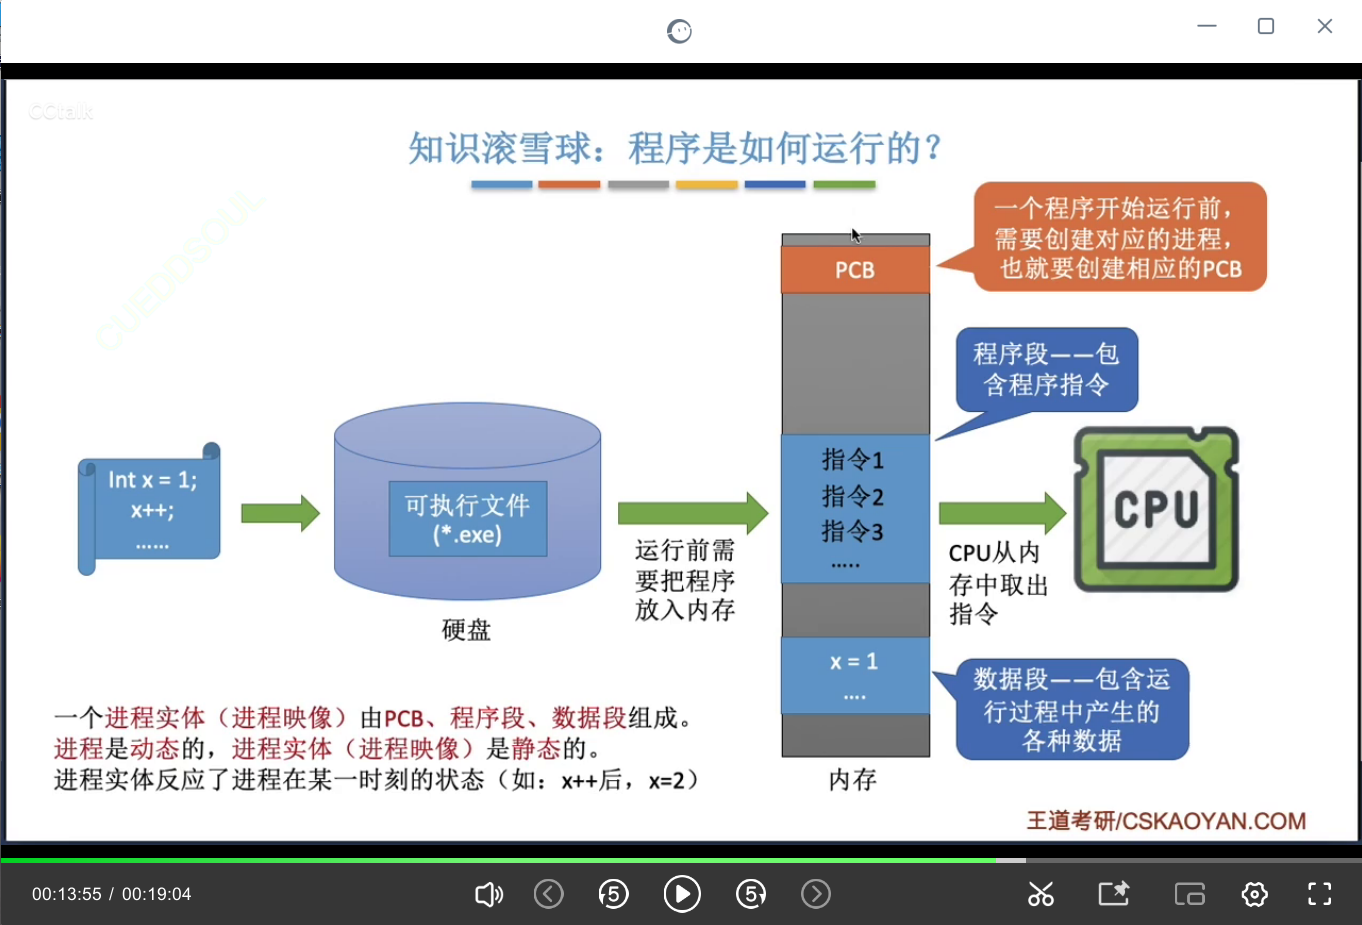 CCtalk
知识滚雪球：程序是如何运行的？
GUEDOSOUL
一个程序开始运行前，
需要创建对应的进程，
也就要创建相应的PCB
PCB
程序段——包
含程序指令
Int x = 1;
x++;
......
可执行文件
(*.exe)
硬盘
运行前需
要把程序
放入内存
指令1
指令2
指令3
.....
CPU从内
存中取出
指令
CPU
x = 1
....
数据段——包含运
行过程中产生的
各种数据
内存
一个进程实体（进程映像）由PCB、程序段、数据段组成。
进程是动态的，进程实体（进程映像）是静态的。
进程实体反应了进程在某一时刻的状态（如：x++后，x=2）
王道考研/CSKAOYAN.COM
00:13:55 / 00:19:04
5
5